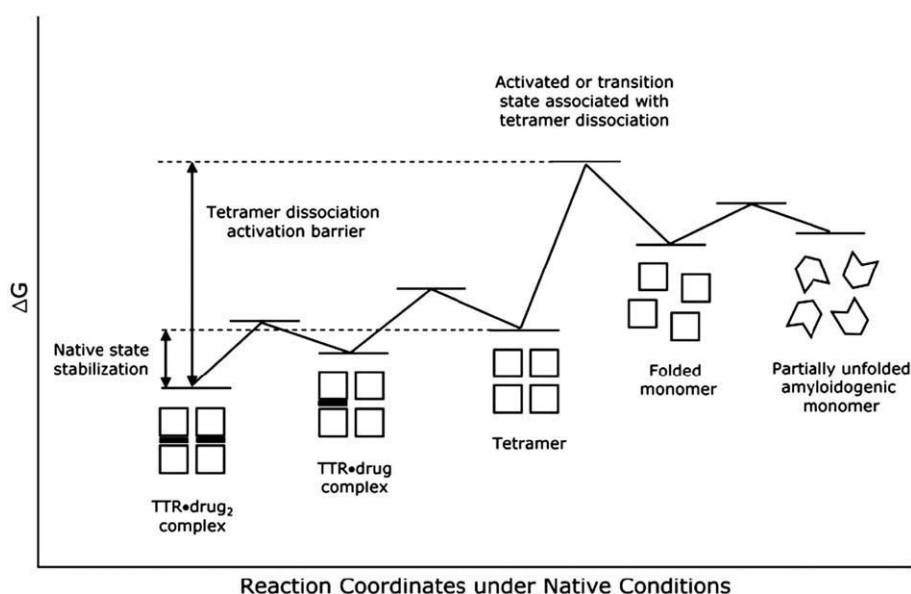 Activated or transition
state associated with
tetramer dissociation
Tetramer dissociation
activation barrier
ΔG
Native state
stabilization
Folded
monomer
Partially unfolded
amyloidogenic
monomer
Tetramer
TTR•drug
complex
TTR•drug₂
complex
Reaction Coordinates under Native Conditions